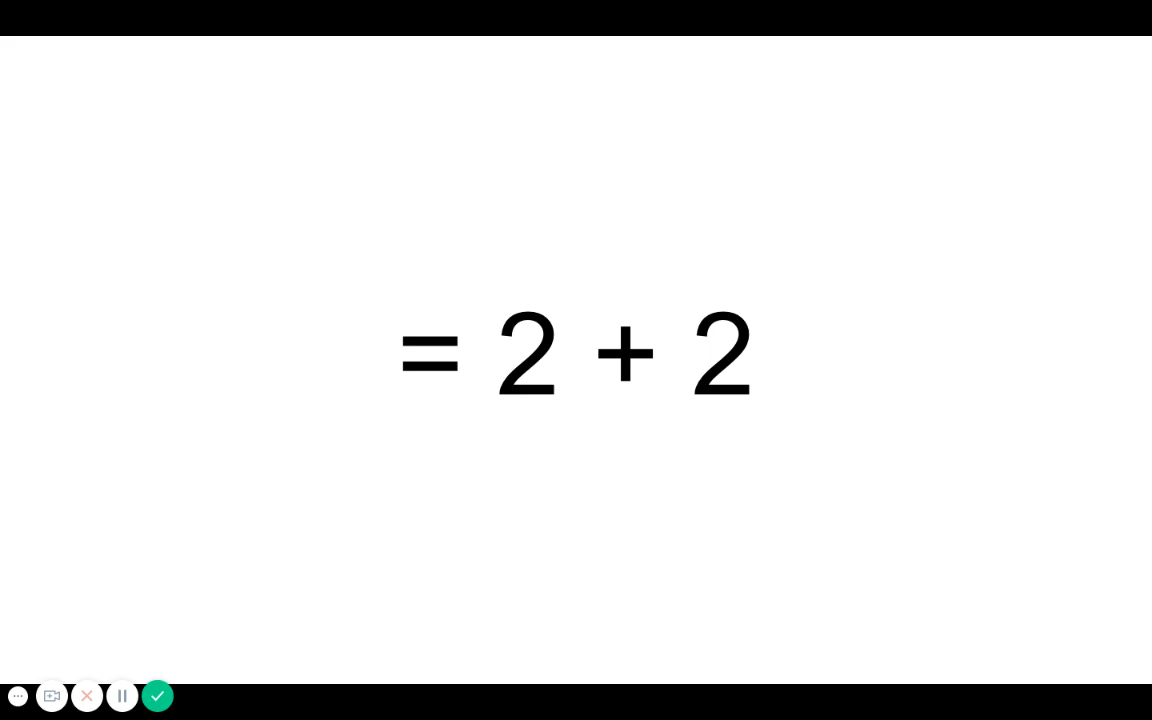 = 2 + 2